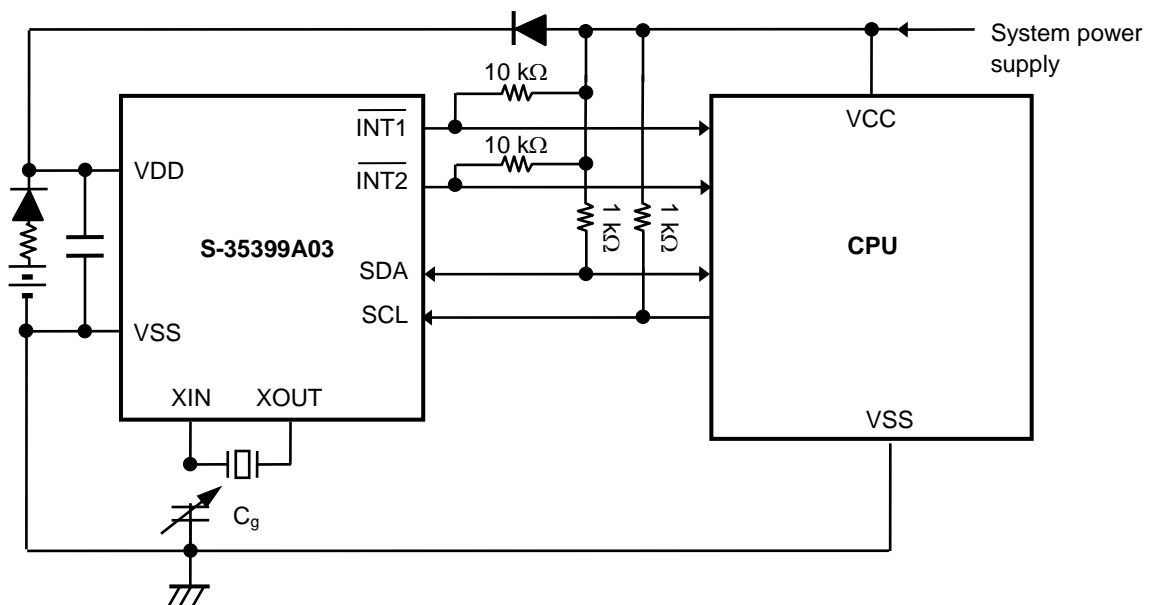 System power
supply
10 kΩ
INT1
VCC
10 kΩ
VDD
INT2
1 kΩ
1 kΩ
S-35399A03
CPU
SDA
SCL
VSS
XIN XOUT
VSS
Cg